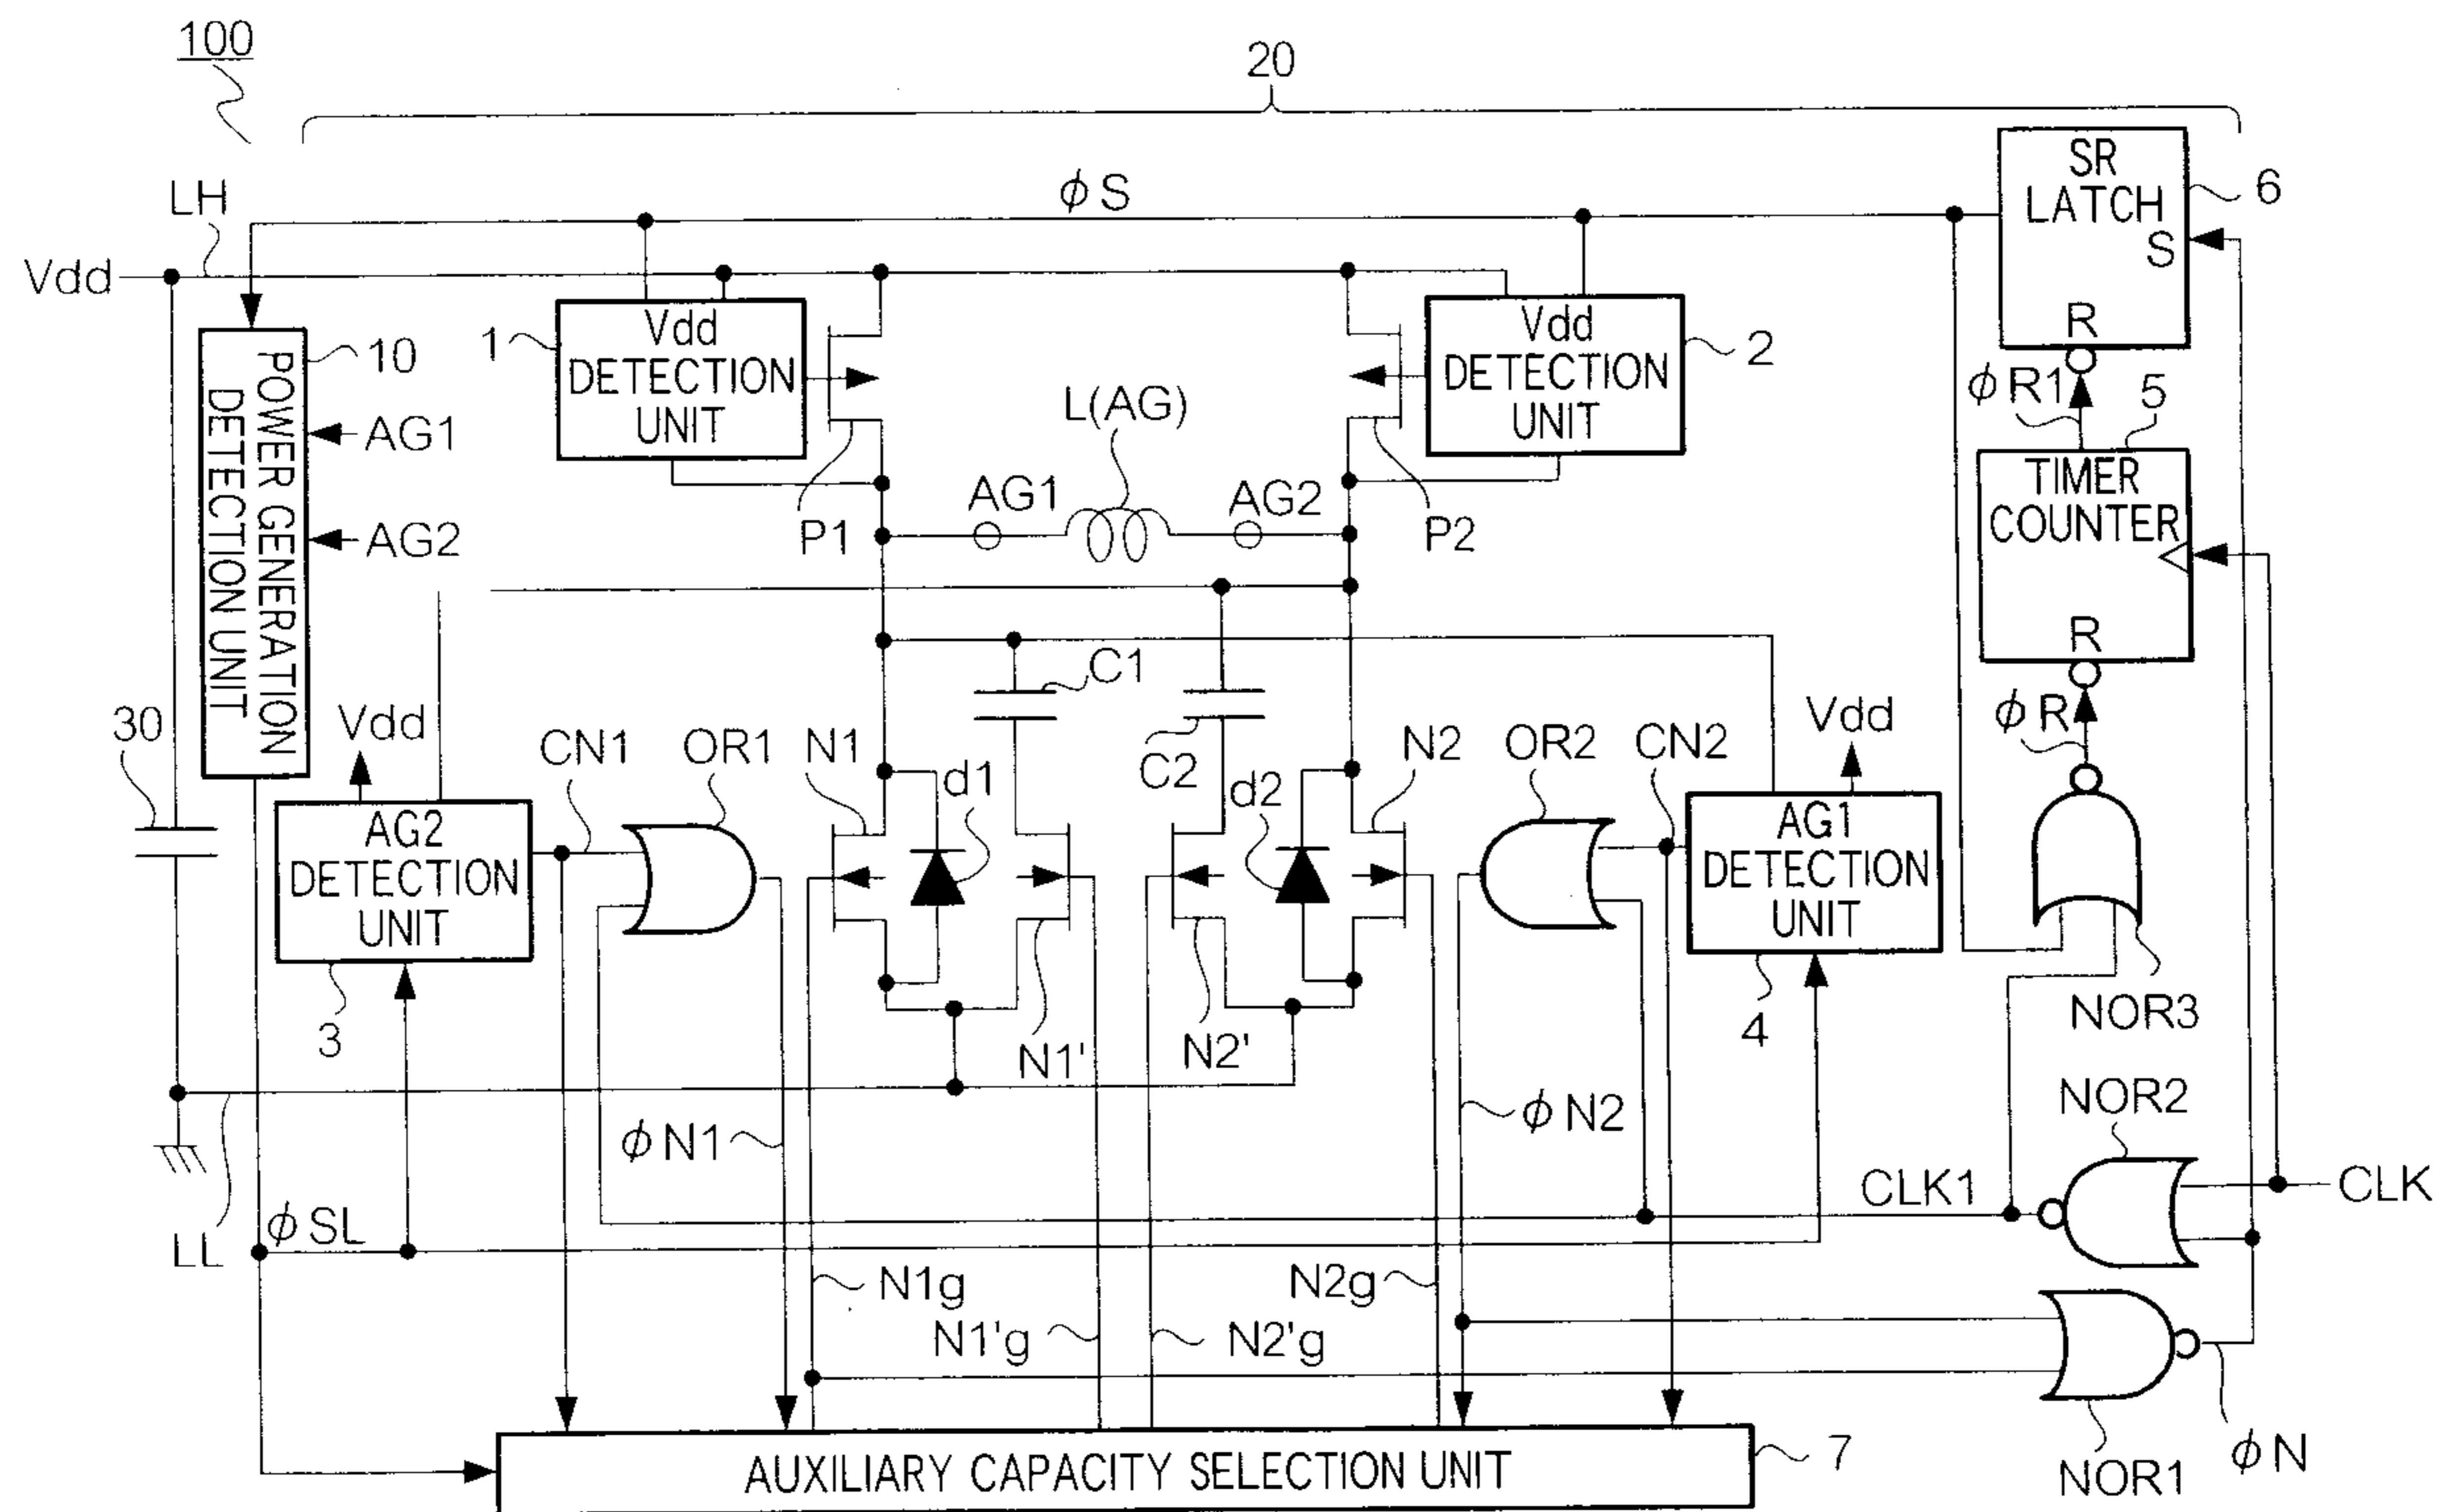 100
20
LH
φS
SR
LATCH
S
R
6
Vdd
1
Vdd
DETECTION
UNIT
Vdd
DETECTION
UNIT
2
POWER GENERATION
DETECTION UNIT
10
AG1
AG2
L(AG)
φR1
5
P1
AG1
AG2
P2
TIMER
COUNTER
R
C1
φR
30
Vdd
CN1
OR1
N1
d1
C2
d2
N2
OR2
CN2
Vdd
AG2
DETECTION
UNIT
AG1
DETECTION
UNIT
3
N1'
N2'
4
NOR3
φN1
φN2
NOR2
CLK1
CLK
LL
φSL
N1g
N2g
N1'g
N2'g
NOR1
φN
AUXILIARY CAPACITY SELECTION UNIT
7